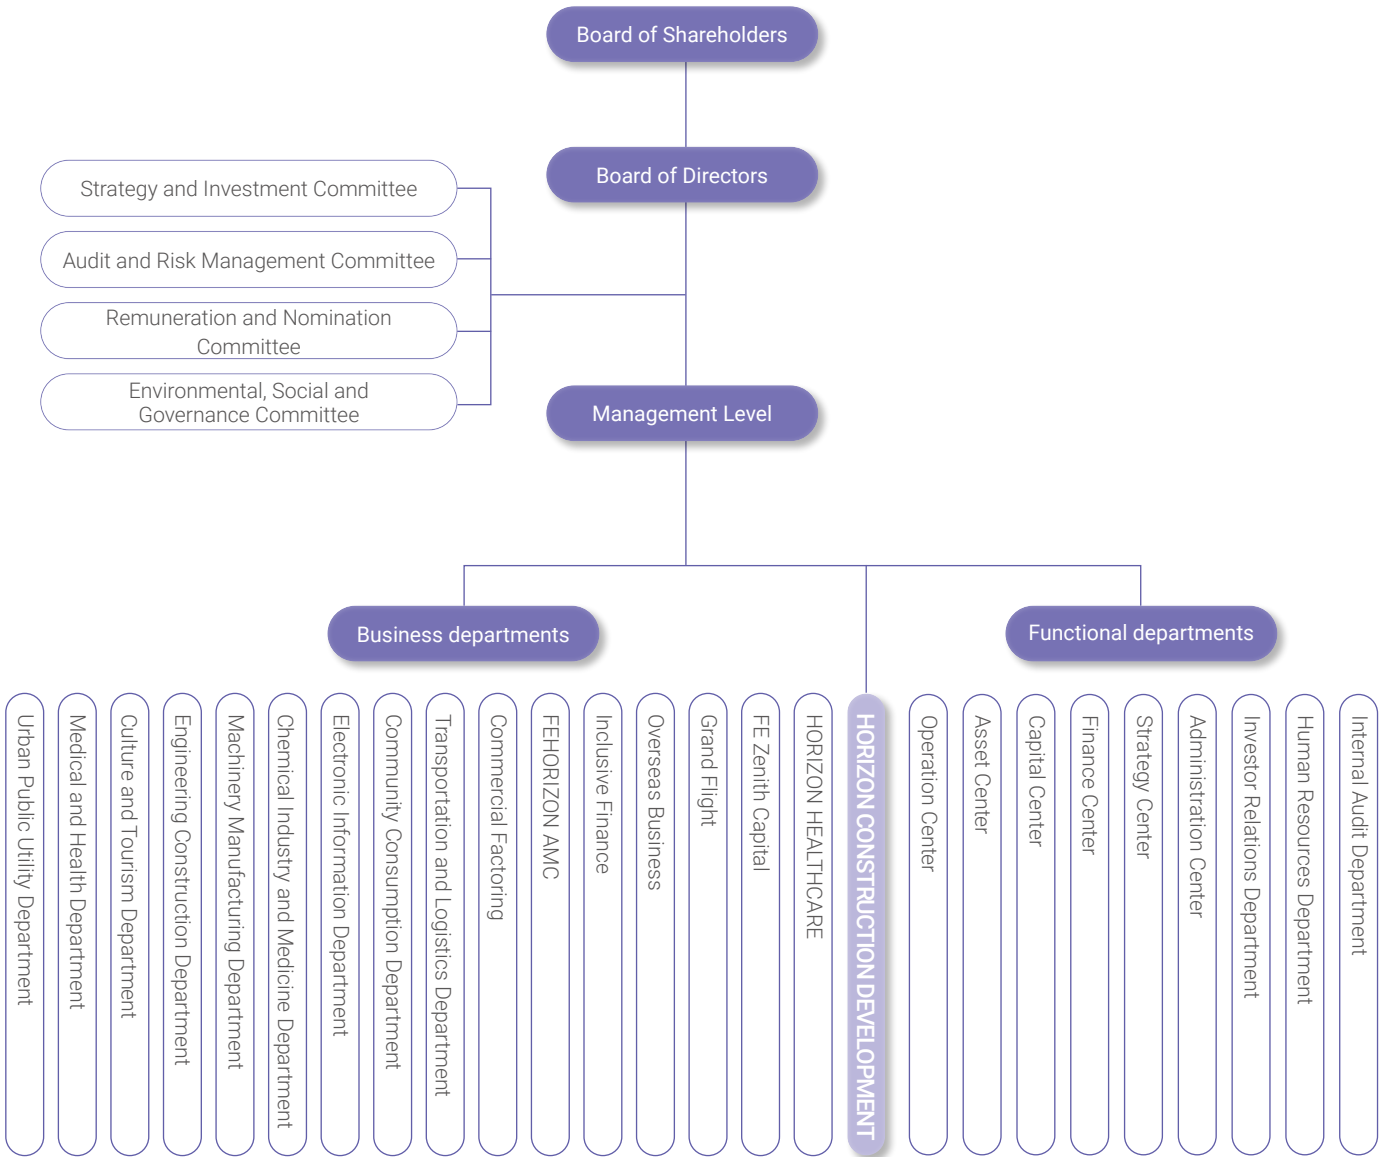 Board of Shareholders
Board of Directors
Strategy and Investment Committee
Audit and Risk Management Committee
Remuneration and Nomination
Committee
Environmental, Social and
Governance Committee
Management Level
Business departments
Functional departments
Urban Public Utility Department
Medical and Health Department
Culture and Tourism Department
Engineering Construction Department
Machinery Manufacturing Department
Chemical Industry and Medicine Department
Electronic Information Department
Community Consumption Department
Transportation and Logistics Department
Commercial Factoring
FEHORIZON AMC
Inclusive Finance
Overseas Business
Grand Flight
FE Zenith Capital
HORIZON HEALTHCARE
HORIZON CONSTRUCTION DEVELOPMENT
Operation Center
Asset Center
Capital Center
Finance Center
Strategy Center
Administration Center
Investor Relations Department
Human Resources Department
Internal Audit Department